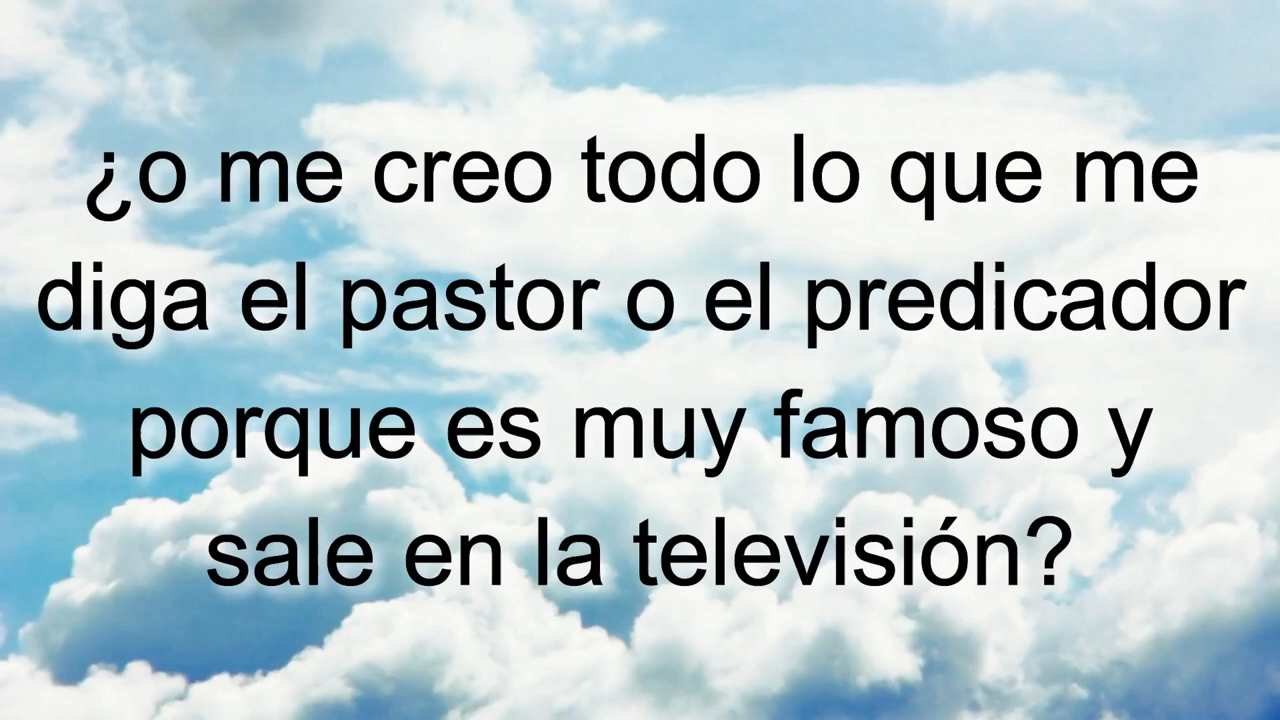 ¿o me creo todo lo que me
diga el pastor o el predicador
porque es muy famoso y
sale en la televisión?